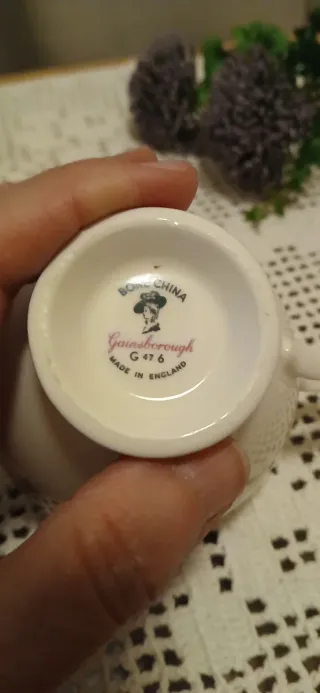 BONE CHINA
Gainsborough
G 47 6
MADE IN ENGLAND